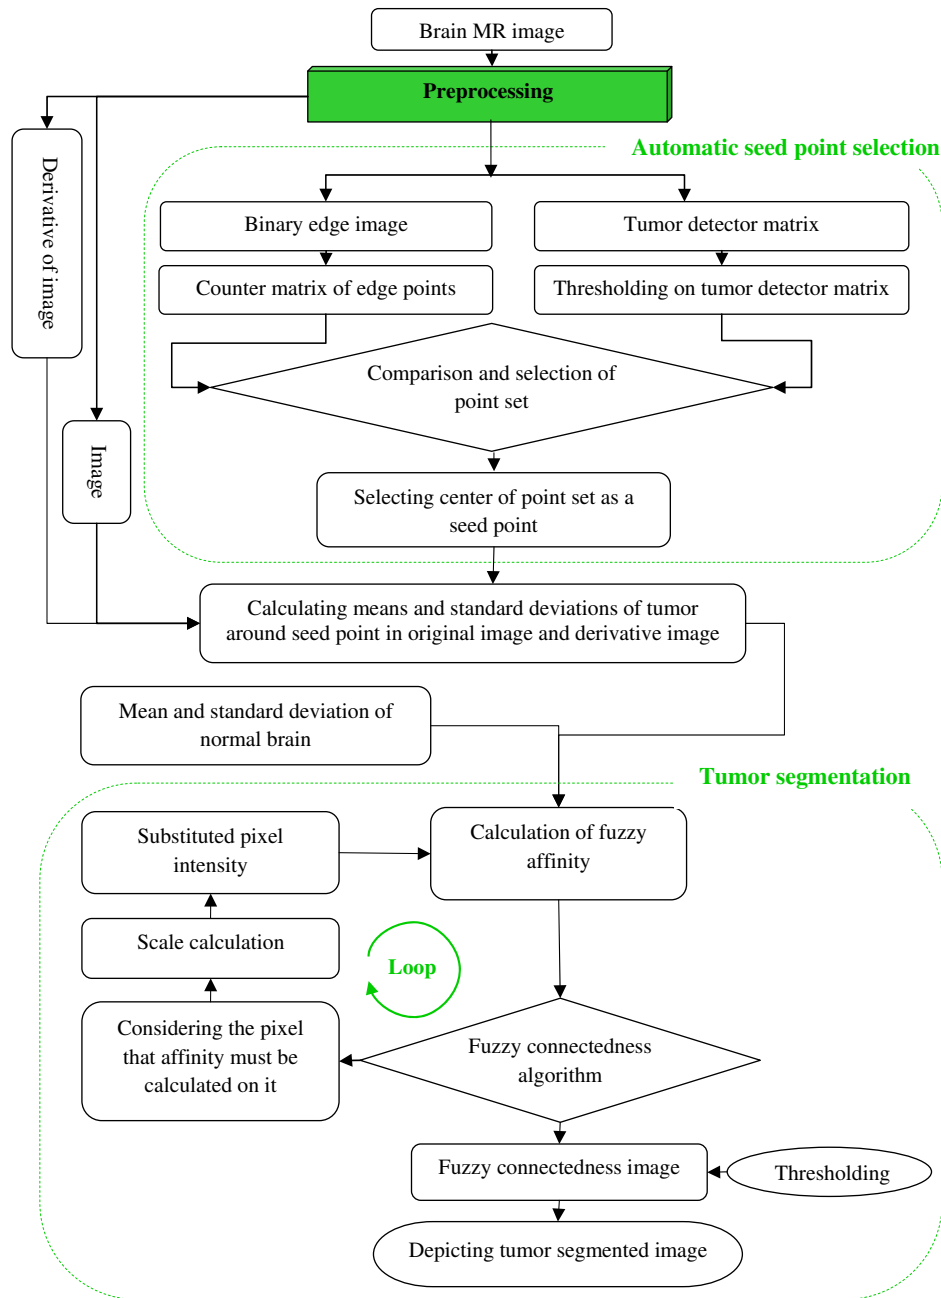 Brain MR image
Preprocessing
Automatic seed point selection
Derivative of image
Binary edge image
Tumor detector matrix
Counter matrix of edge points
Thresholding on tumor detector matrix
Comparison and selection of
point set
Image
Selecting center of point set as a
seed point
Calculating means and standard deviations of tumor
around seed point in original image and derivative image
Mean and standard deviation of
normal brain
Tumor segmentation
Substituted pixel
intensity
Calculation of fuzzy
affinity
Scale calculation
Loop
Considering the pixel
that affinity must be
calculated on it
Fuzzy connectedness
algorithm
Fuzzy connectedness image
Thresholding
Depicting tumor segmented image